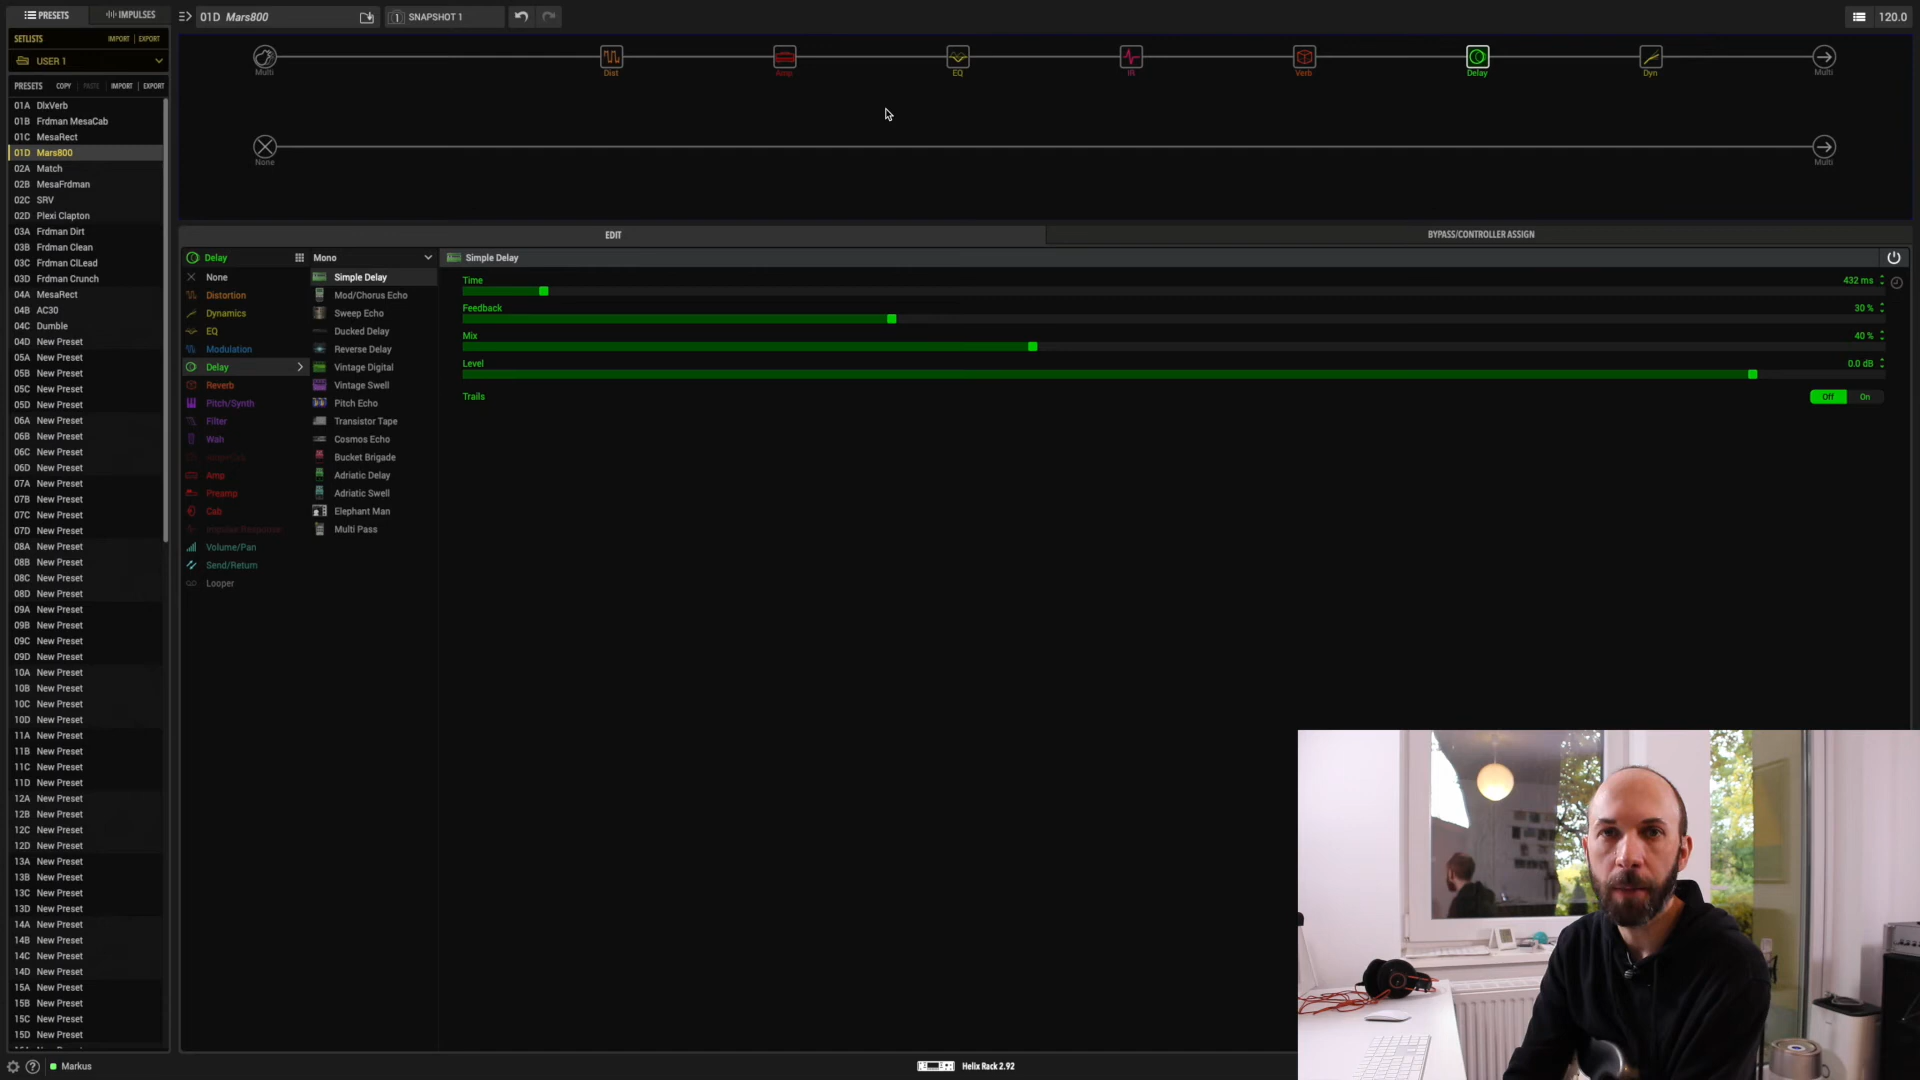 PRESETS
IMPULSES
01D Mars800
1 SNAPSHOT 1
120.0
SETLISTS IMPORT | EXPORT
USER 1
PRESETS COPY PASTE IMPORT EXPORT
01A DlxVerb
01B Frdman MesaCab
01C MesaRect
01D Mars800
02A Match
02B MesaFrdman
02C SRV
02D Plexi Clapton
03A Frdman Dirt
03B Frdman Clean
03C Frdman ClLead
03D Frdman Crunch
04A MesaRect
04B AC30
04C Dumble
04D New Preset
05A New Preset
05B New Preset
05C New Preset
05D New Preset
06A New Preset
06B New Preset
06C New Preset
06D New Preset
07A New Preset
07B New Preset
07C New Preset
07D New Preset
08A New Preset
08B New Preset
08C New Preset
08D New Preset
09A New Preset
09B New Preset
09C New Preset
09D New Preset
10A New Preset
10B New Preset
10C New Preset
10D New Preset
11A New Preset
11B New Preset
11C New Preset
11D New Preset
12A New Preset
12B New Preset
12C New Preset
12D New Preset
13A New Preset
13B New Preset
13C New Preset
13D New Preset
14A New Preset
14B New Preset
14C New Preset
14D New Preset
15A New Preset
15B New Preset
15C New Preset
15D New Preset
Multi Dist Amp EQ IR Verb Delay Dyn Multi
None Multi
EDIT
BYPASS/CONTROLLER ASSIGN
Delay
None
Distortion
Dynamics
EQ
Modulation
Delay
Reverb
Pitch/Synth
Filter
Wah
Amp
Preamp
Cab
Impulse Response
Volume/Pan
Send/Return
Looper
Mono
Simple Delay
Mod/Chorus Echo
Sweep Echo
Ducked Delay
Reverse Delay
Vintage Digital
Vintage Swell
Pitch Echo
Transistor Tape
Cosmos Echo
Bucket Brigade
Adriatic Delay
Adriatic Swell
Elephant Man
Multi Pass
Simple Delay
Time 432 ms
Feedback 30 %
Mix 40 %
Level 0.0 dB
Trails Off On
Markus
Helix Rack 2.92